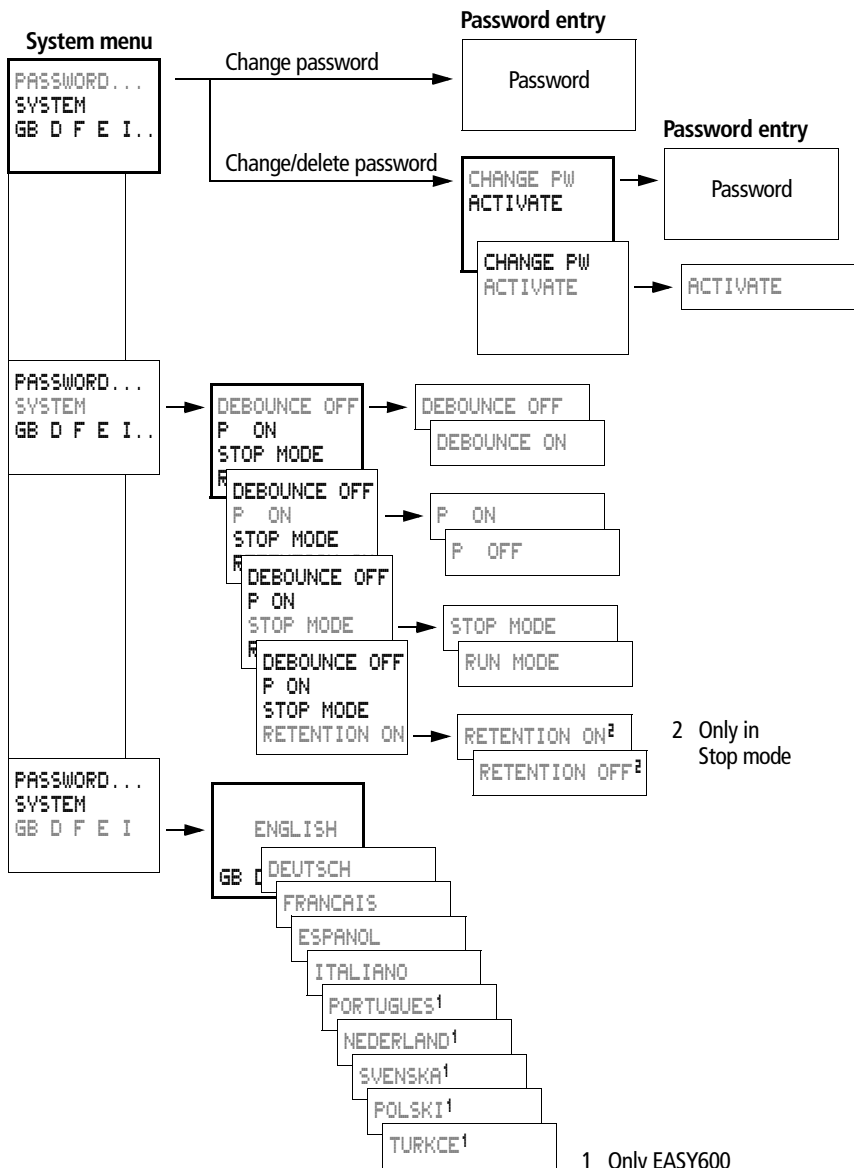 System menu
PASSWORD...
SYSTEM
GB D F E I..
Change password
Password entry
Password
Change/delete password
CHANGE PW
ACTIVATE
Password entry
Password
CHANGE PW
ACTIVATE
ACTIVATE
PASSWORD...
SYSTEM
GB D F E I..
DEBOUNCE OFF
P ON
STOP MODE
R
DEBOUNCE OFF
DEBOUNCE ON
DEBOUNCE OFF
P ON
STOP MODE
R
P ON
P OFF
DEBOUNCE OFF
P ON
STOP MODE
R
STOP MODE
RUN MODE
DEBOUNCE OFF
P ON
STOP MODE
RETENTION ON
RETENTION ON2
RETENTION OFF2
2 Only in
Stop mode
PASSWORD...
SYSTEM
GB D F E I
ENGLISH
GB D
DEUTSCH
FRANCAIS
ESPANOL
ITALIANO
PORTUGUES1
NEDERLAND1
SVENSKA1
POLSKI1
TURKCE1
1 Only EASY600